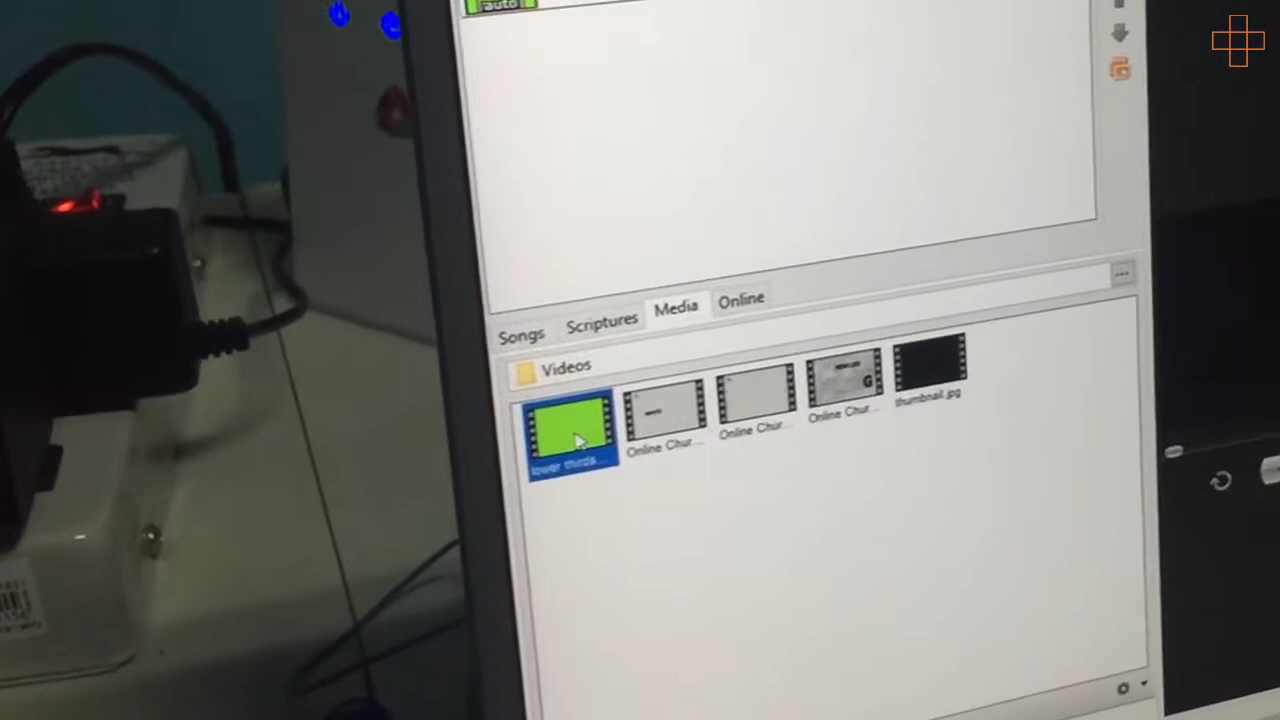 auto
Songs Scriptures Media Online
...
Videos
lower thirds...
Online Chur...
Online Chur...
Online Chur...
thumbnail.jpg
G